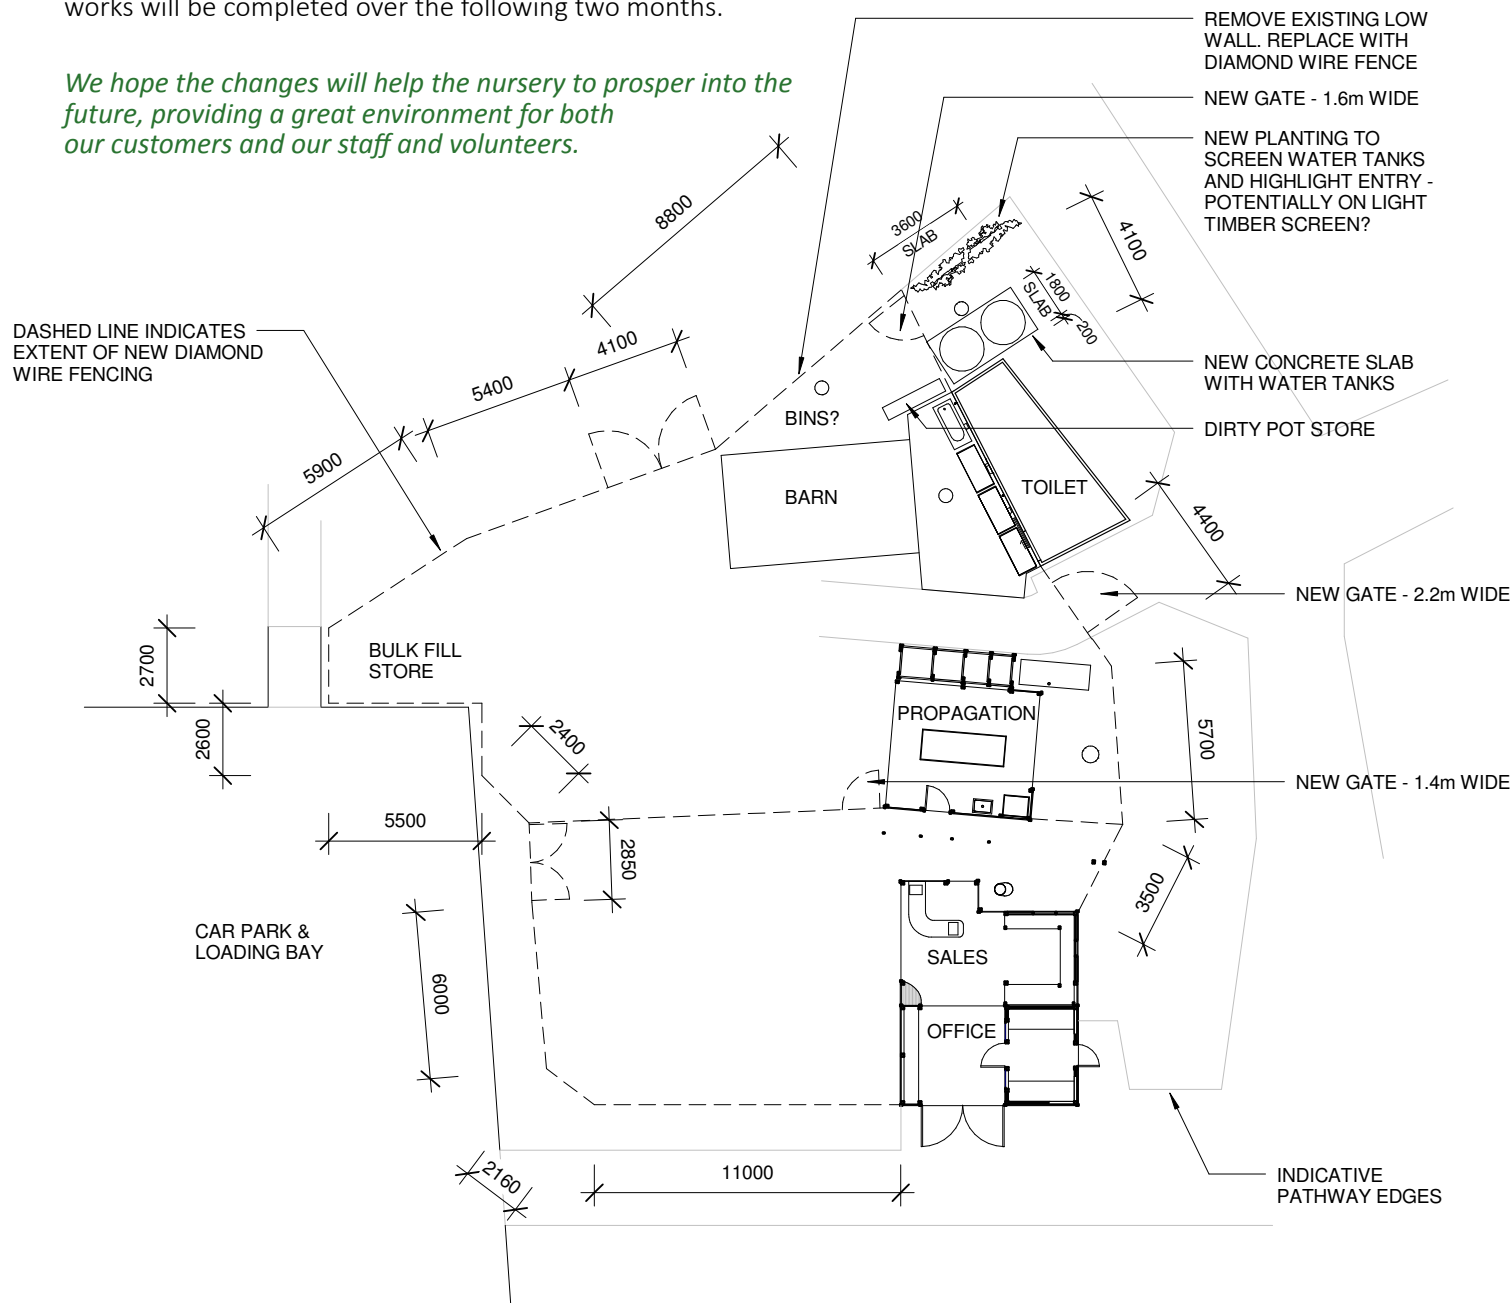 works will be completed over the following two months.
We hope the changes will help the nursery to prosper into the
future, providing a great environment for both
our customers and our staff and volunteers.
REMOVE EXISTING LOW
WALL. REPLACE WITH
DIAMOND WIRE FENCE
NEW GATE - 1.6m WIDE
NEW PLANTING TO
SCREEN WATER TANKS
AND HIGHLIGHT ENTRY -
POTENTIALLY ON LIGHT
TIMBER SCREEN?
8800
3600
SLAB
4100
1800
SLAB
200
DASHED LINE INDICATES
EXTENT OF NEW DIAMOND
WIRE FENCING
4100
5400
5900
NEW CONCRETE SLAB
WITH WATER TANKS
BINS?
DIRTY POT STORE
BARN
TOILET
4400
NEW GATE - 2.2m WIDE
BULK FILL
STORE
2700
2600
2400
PROPAGATION
5700
NEW GATE - 1.4m WIDE
5500
2850
3500
CAR PARK &
LOADING BAY
6000
SALES
OFFICE
2160
11000
INDICATIVE
PATHWAY EDGES